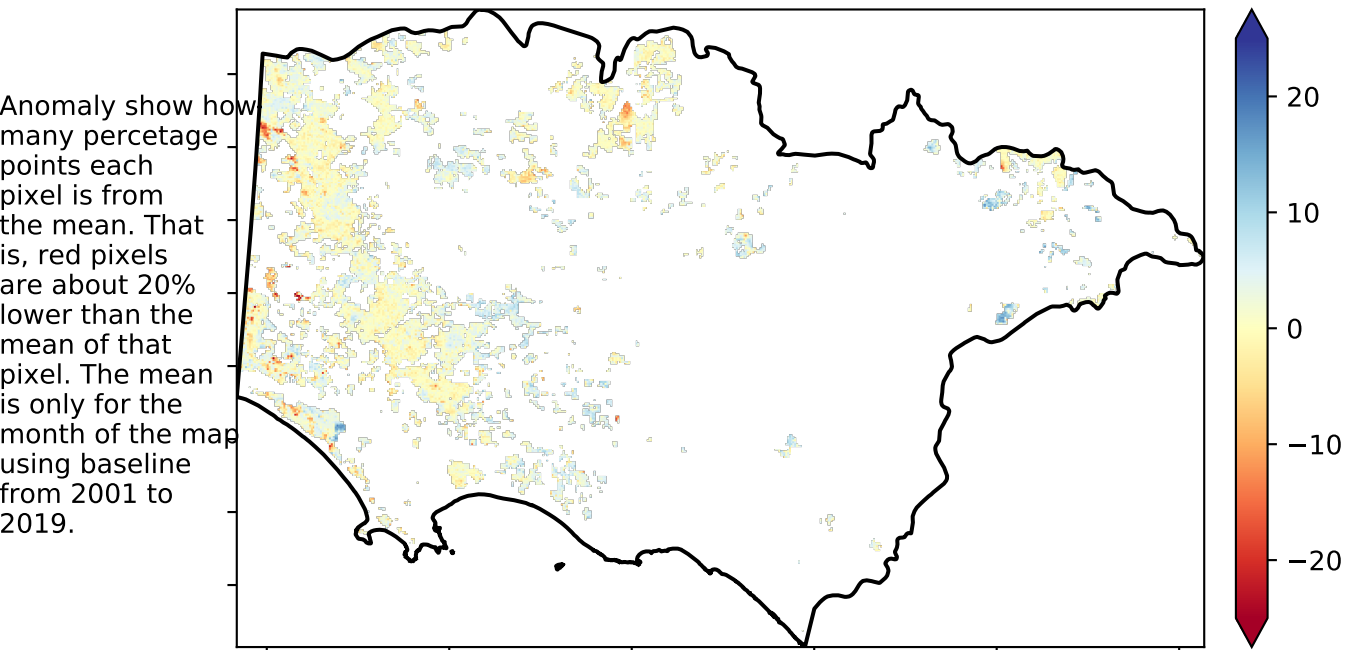 Anomaly show how
many percetage
points each
pixel is from
the mean. That
is, red pixels
are about 20%
lower than the
mean of that
pixel. The mean
is only for the
month of the map
using baseline
from 2001 to
2019.
20
10
0
−10
−20